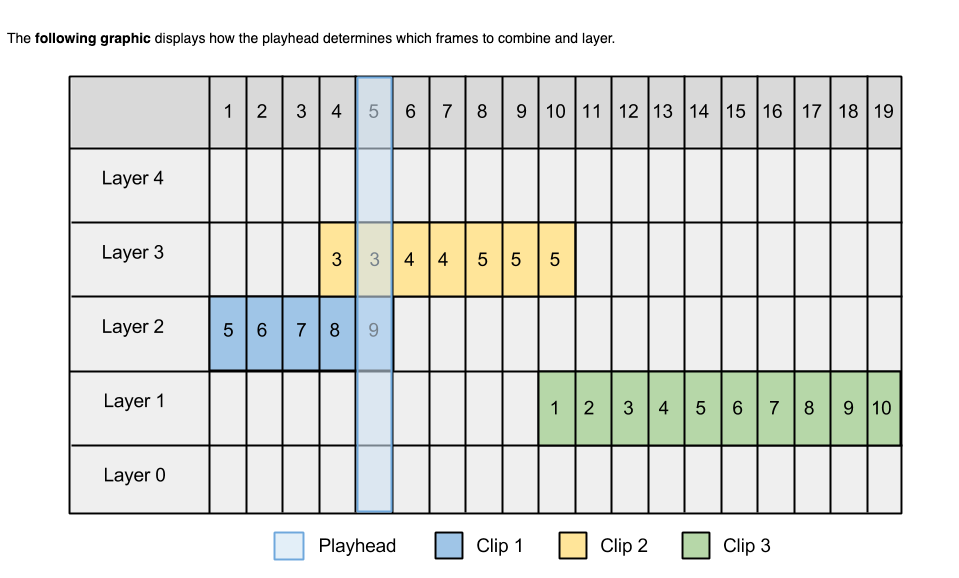 The following graphic displays how the playhead determines which frames to combine and layer.
1 2 3 4 5 6 7 8 9 10 11 12 13 14 15 16 17 18 19
Layer 4
Layer 3 3 3 4 4 5 5 5
Layer 2 5 6 7 8 9
Layer 1 1 2 3 4 5 6 7 8 9 10
Layer 0
Playhead Clip 1 Clip 2 Clip 3